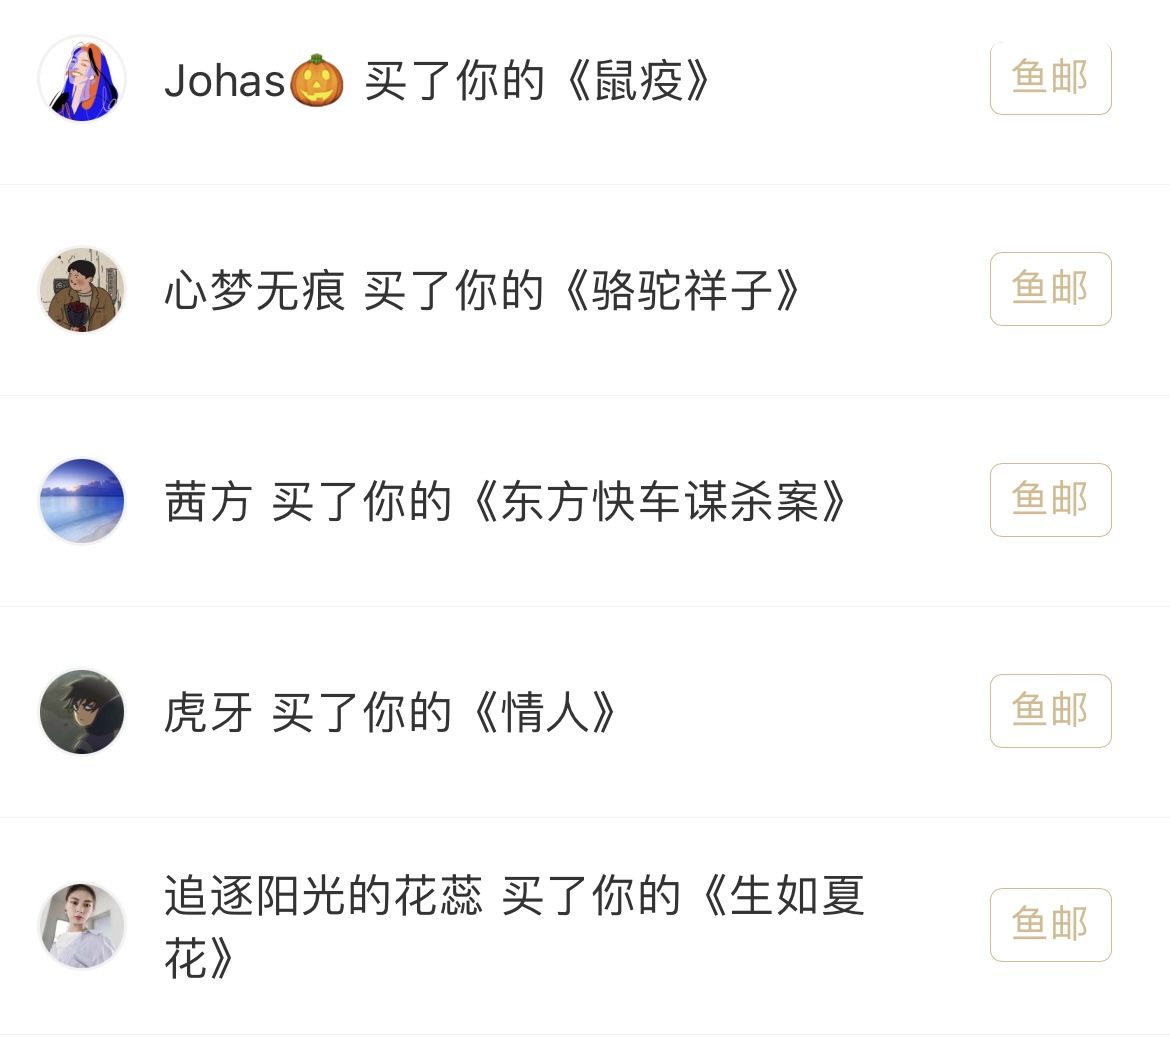 Johas🎃 买了你的《鼠疫》
鱼邮
心梦无痕 买了你的《骆驼祥子》
鱼邮
茜方 买了你的《东方快车谋杀案》
鱼邮
虎牙 买了你的《情人》
鱼邮
追逐阳光的花蕊 买了你的《生如夏
花》
鱼邮